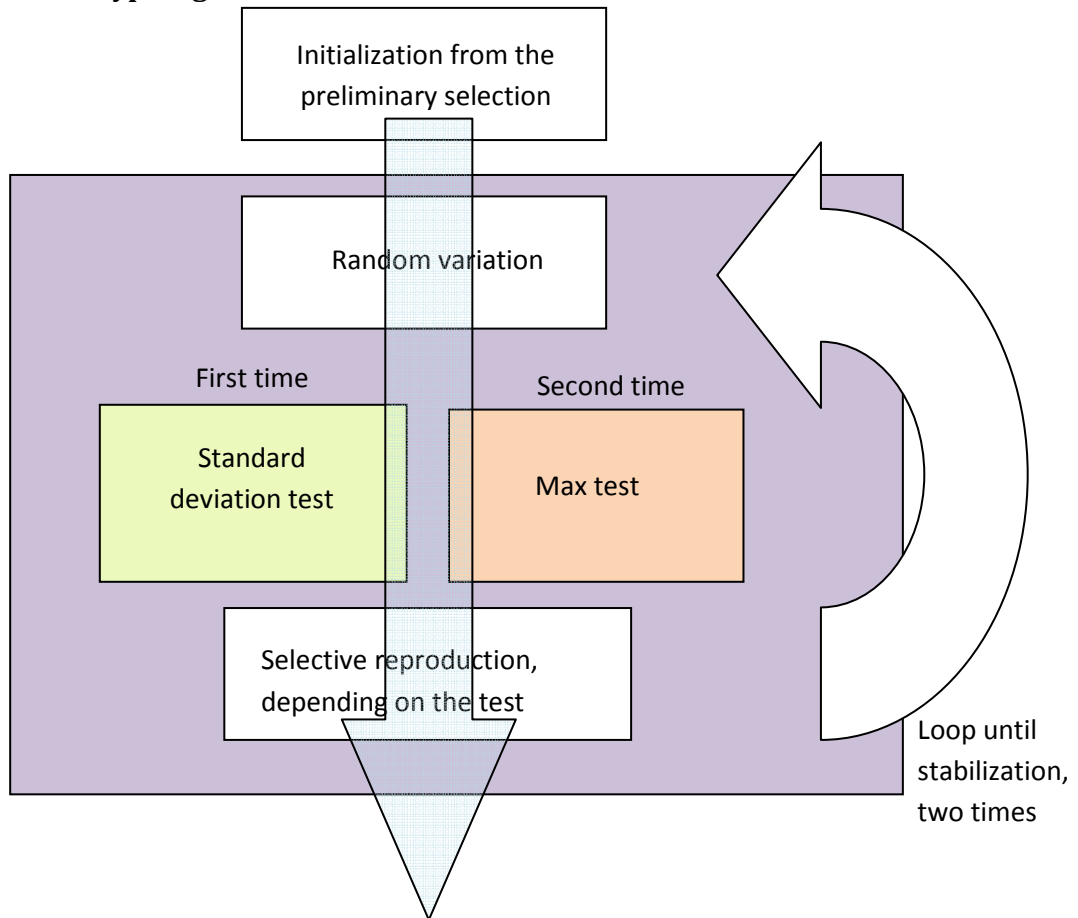 Initialization from the
preliminary selection
Random variation
First time
Second time
Standard
deviation test
Max test
Selective reproduction,
depending on the test
Loop until
stabilization,
two times